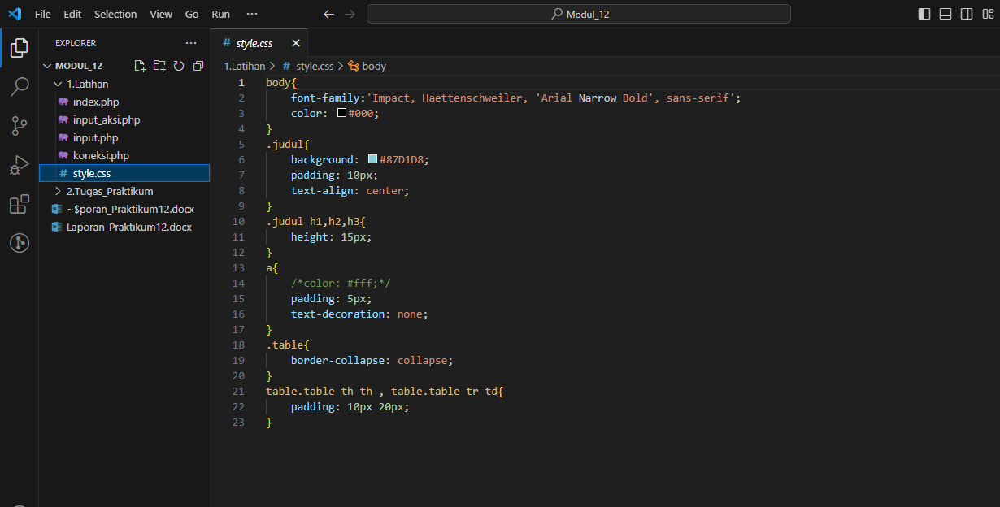 File Edit Selection View Go Run ···
Modul_12
EXPLORER ···
MODUL_12
1.Latihan
index.php
input_aksi.php
input.php
koneksi.php
# style.css
2.Tugas_Praktikum
~$poran_Praktikum12.docx
Laporan_Praktikum12.docx
# style.css
1.Latihan > # style.css > body
1 body{
2 font-family:'Impact, Haettenschweiler, 'Arial Narrow Bold', sans-serif';
3 color: #000;
4 }
5 .judul{
6 background: #87D1D8;
7 padding: 10px;
8 text-align: center;
9 }
10 .judul h1,h2,h3{
11 height: 15px;
12 }
13 a{
14 /*color: #fff;*/
15 padding: 5px;
16 text-decoration: none;
17 }
18 .table{
19 border-collapse: collapse;
20 }
21 table.table th th , table.table tr td{
22 padding: 10px 20px;
23 }